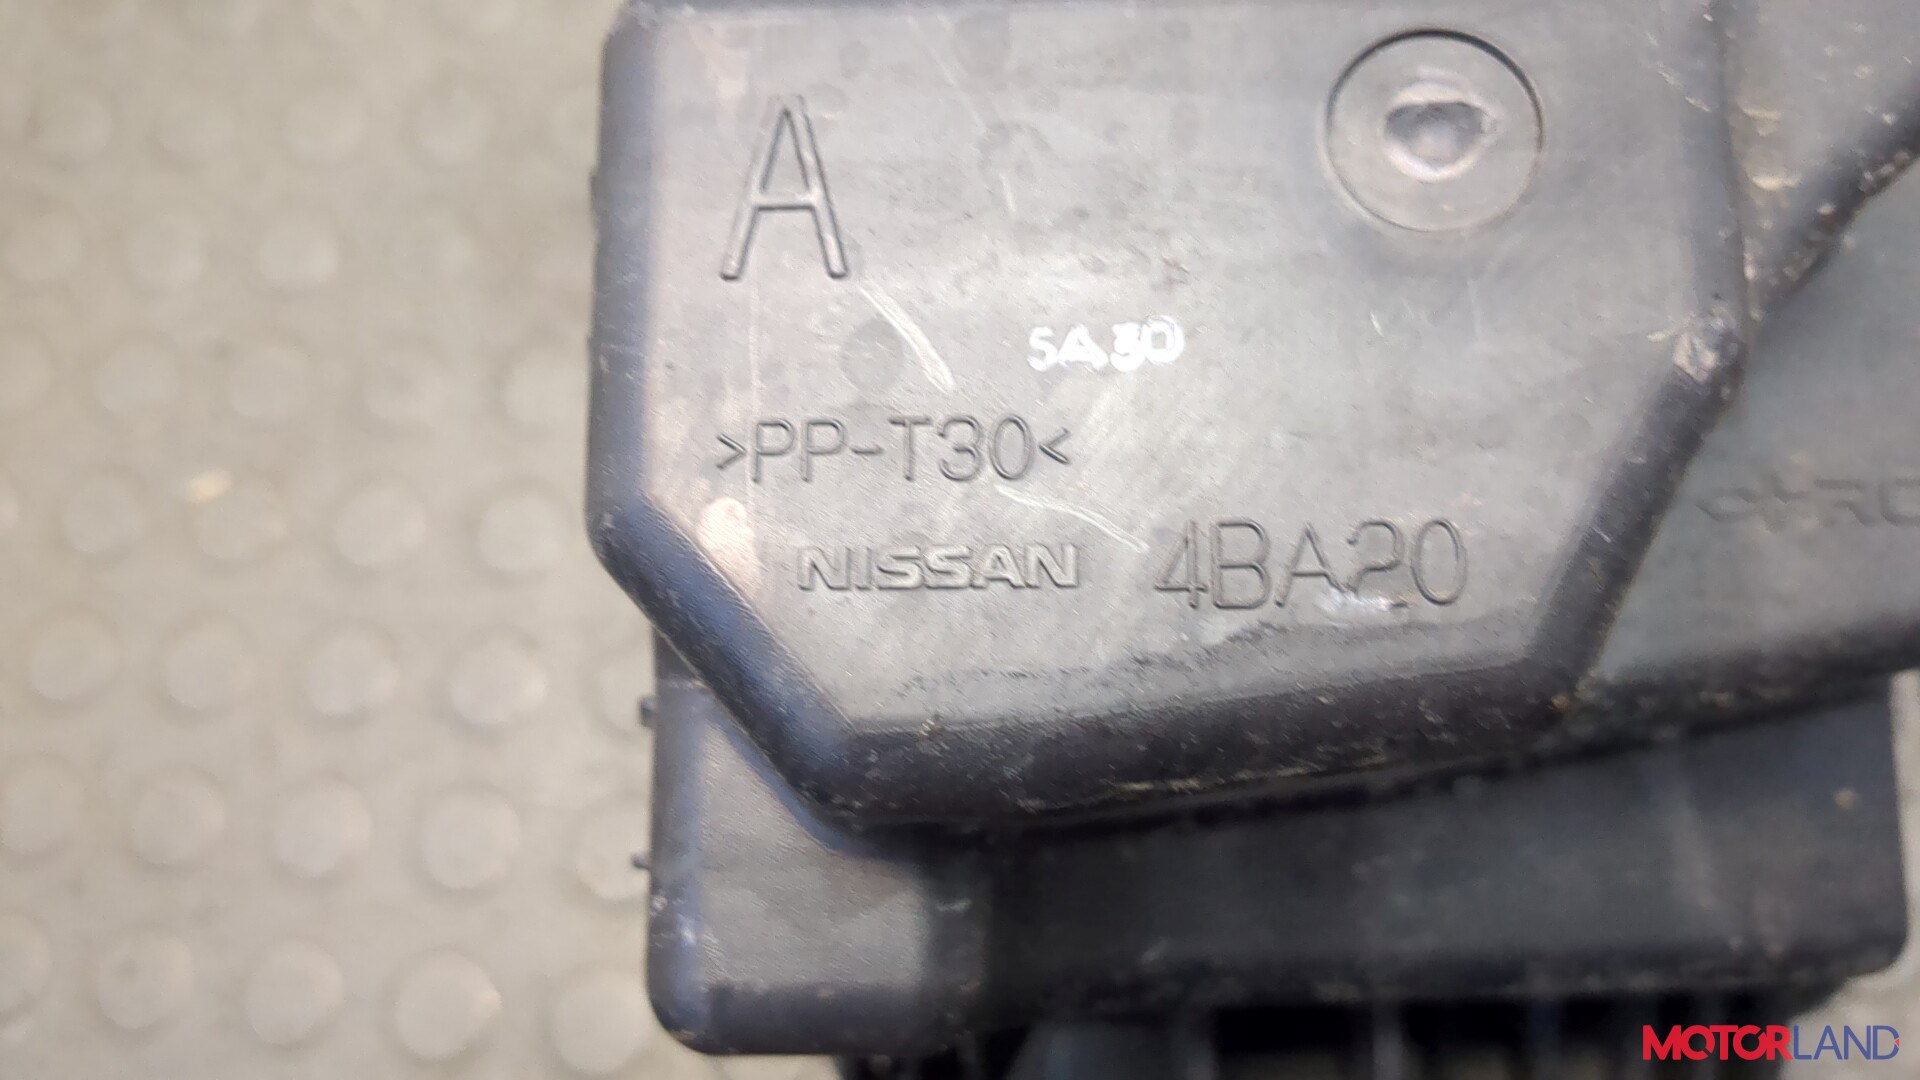 A
5A30
>PP-T30<
NISSAN 4BA20
MOTORLAND